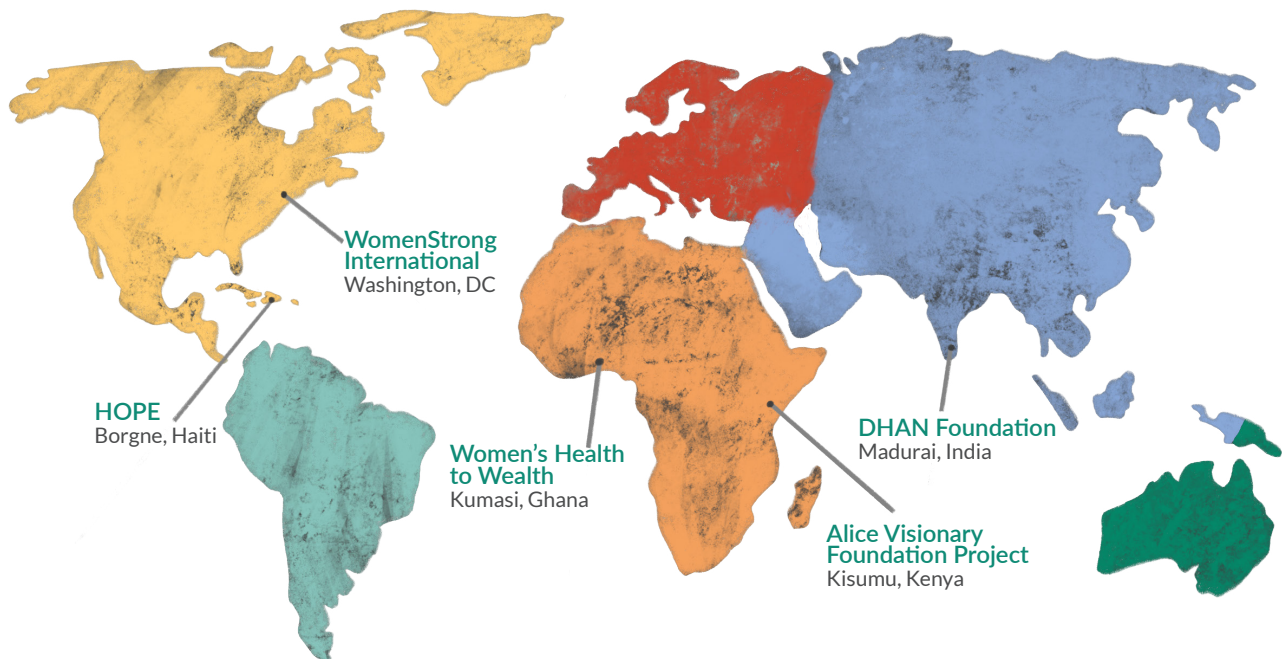 WomenStrong
International
Washington, DC
HOPE
Borgne, Haiti
Women’s Health
to Wealth
Kumasi, Ghana
DHAN Foundation
Madurai, India
Alice Visionary
Foundation Project
Kisumu, Kenya